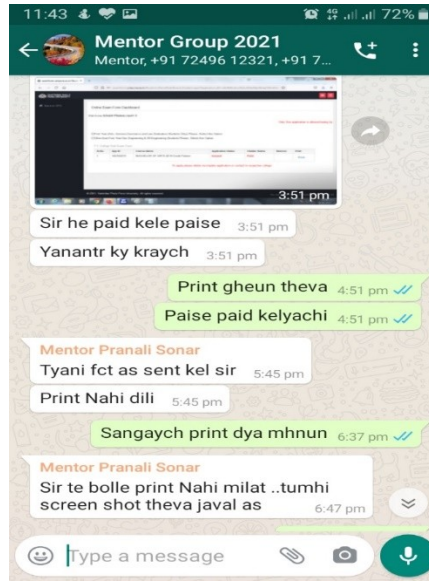 11:43
72%
Mentor Group 2021
Mentor, +91 72496 12321, +91 7...
3:51 pm
Sir he paid kele paise 3:51 pm
Yanantr ky kraych 3:51 pm
Print gheun theva 4:51 pm
Paise paid kelyachi 4:51 pm
Mentor Pranali Sonar
Tyani fct as sent kel sir 5:45 pm
Print Nahi dili 5:45 pm
Sangaych print dya mhnun 6:37 pm
Mentor Pranali Sonar
Sir te bolle print Nahi milat ..tumhi
screen shot theva javal as 6:47 pm
Type a message